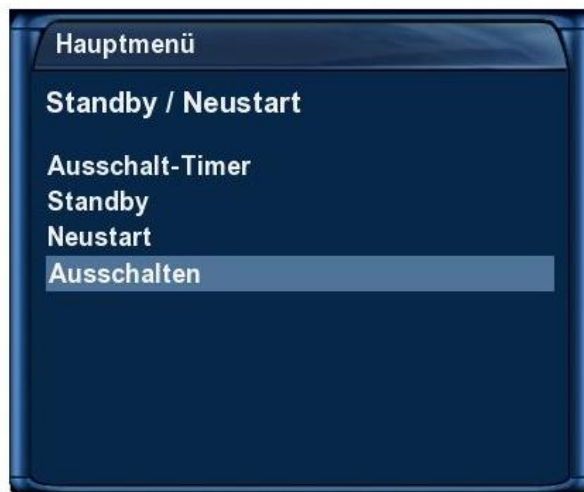 Hauptmenü
Standby / Neustart
Ausschalt-Timer
Standby
Neustart
Ausschalten